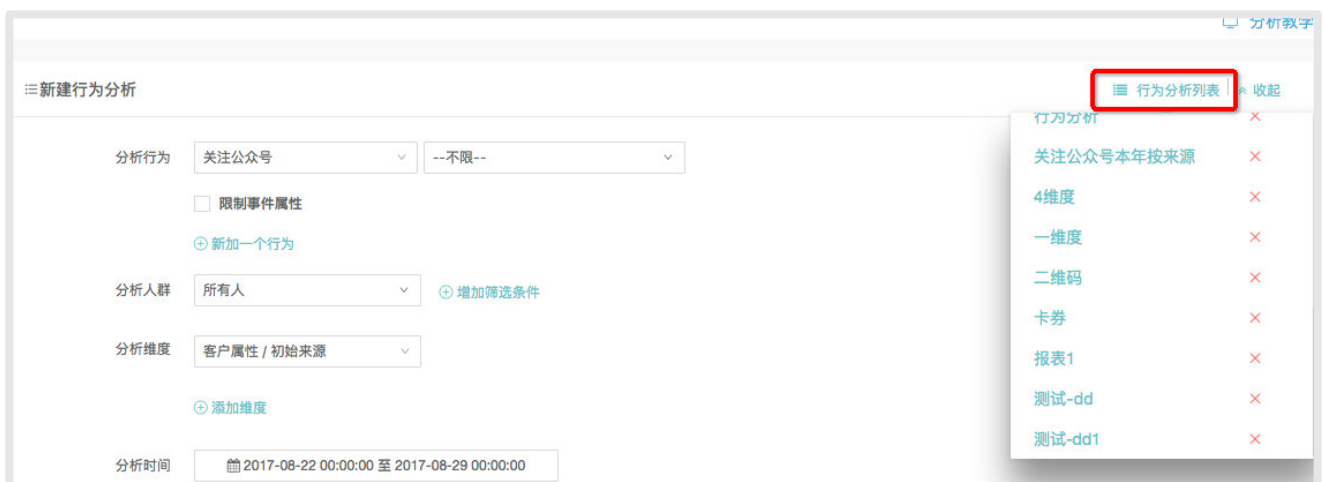 分析教学
新建行为分析
行为分析列表
收起
行为分析
分析行为
关注公众号
--不限--
关注公众号本年按来源
限制事件属性
4维度
新加一个行为
一维度
分析人群
所有人
增加筛选条件
二维码
卡券
分析维度
客户属性 / 初始来源
报表1
添加维度
测试-dd
测试-dd1
分析时间
2017-08-22 00:00:00 至 2017-08-29 00:00:00